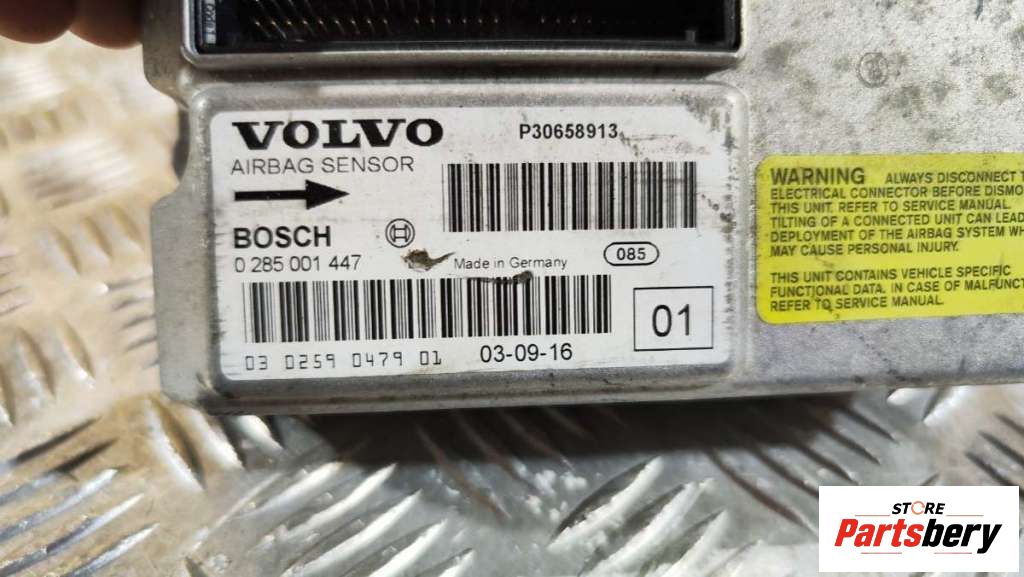 VOLVO
P30658913
AIRBAG SENSOR
BOSCH
0 285 001 447
Made in Germany
085
03 0259 0479 01
03-09-16
01
WARNING ALWAYS DISCONNECT
ELECTRICAL CONNECTOR BEFORE
THIS UNIT. REFER TO SERVICE MANUAL.
TILTING OF A CONNECTED UNIT CAN LEAD
DEPLOYMENT OF THE AIRBAG SYSTEM
MAY CAUSE PERSONAL INJURY.
THIS UNIT CONTAINS VEHICLE SPECIFIC
FUNCTIONAL DATA. IN CASE OF
REFER TO SERVICE MANUAL.
STORE
Partsbery